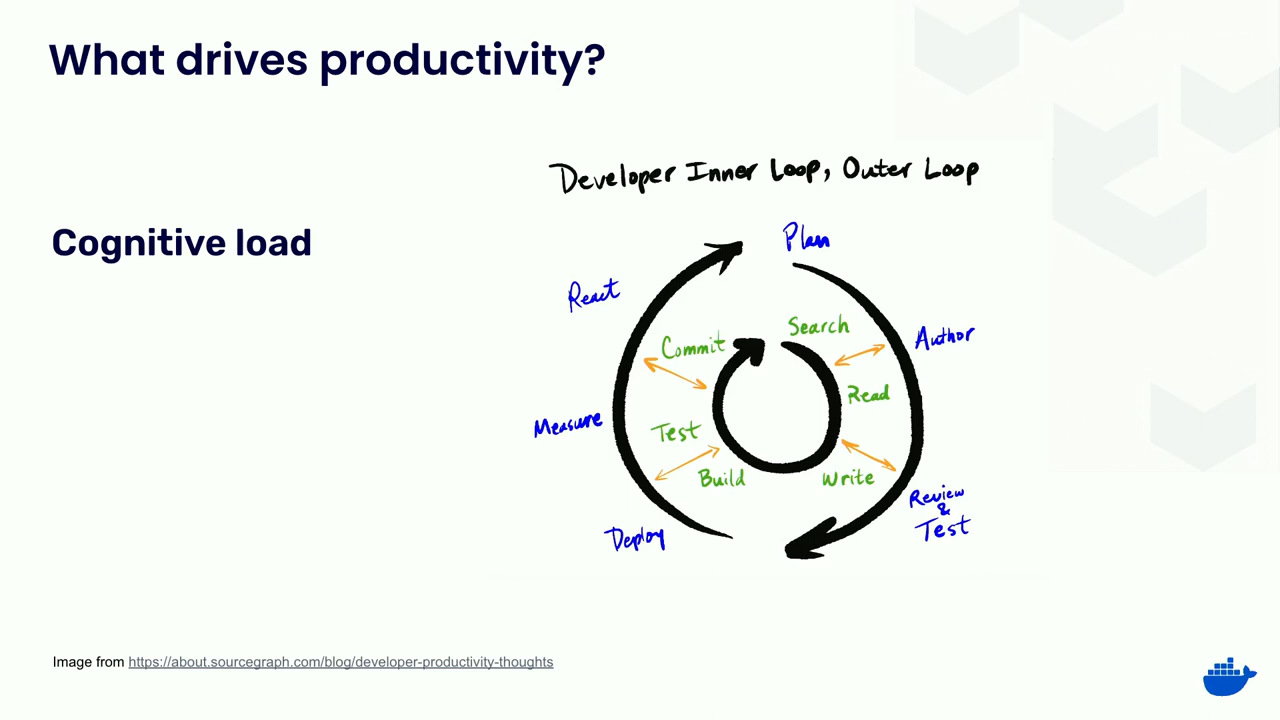 What drives productivity?
Developer Inner Loop, Outer Loop
Cognitive load
Plan
React
Search
Commit
Author
Read
Measure
Test
Build
Write
Review
&
Test
Deploy
Image from https://about.sourcegraph.com/blog/developer-productivity-thoughts